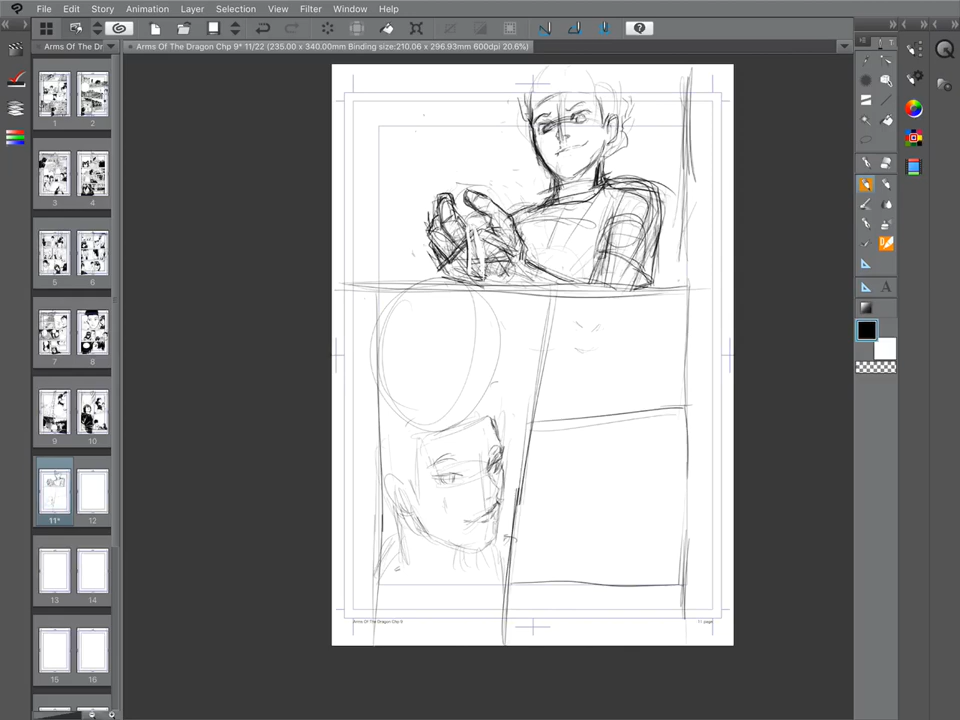 File Edit Story Animation Layer Selection View Filter Window Help
Arms Of The Dr
Arms Of The Dragon Chp 9* 11/22 (235.00 x 340.00mm Binding size:210.06 x 296.93mm 600dpi 20.6%)
1 2
3 4
5 6
7 8
9 10
11* 12
13 14
15 16
T
A
Arms Of The Dragon Chp 9
11 page